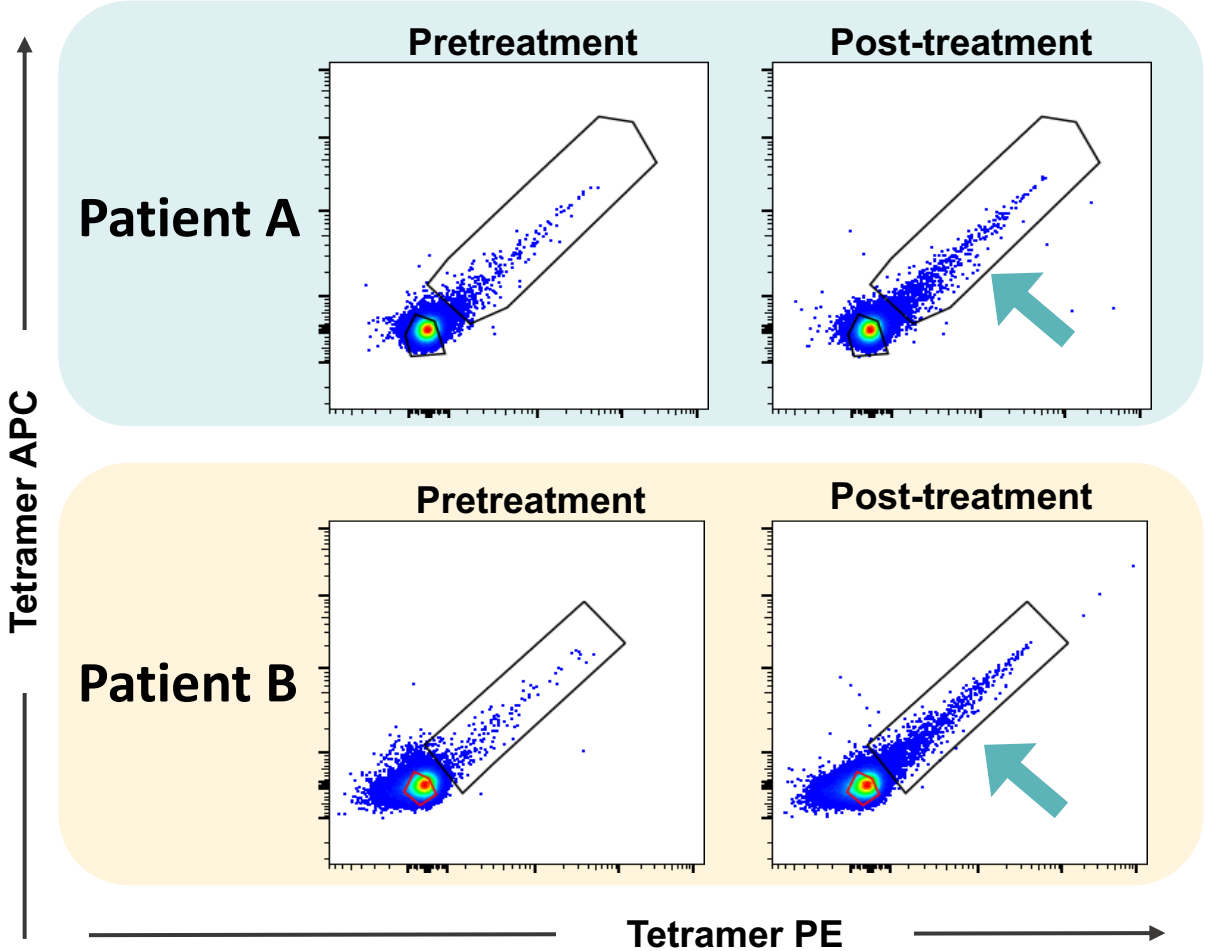 Pretreatment
Post-treatment
Patient A
Tetramer APC
Pretreatment
Post-treatment
Patient B
Tetramer PE